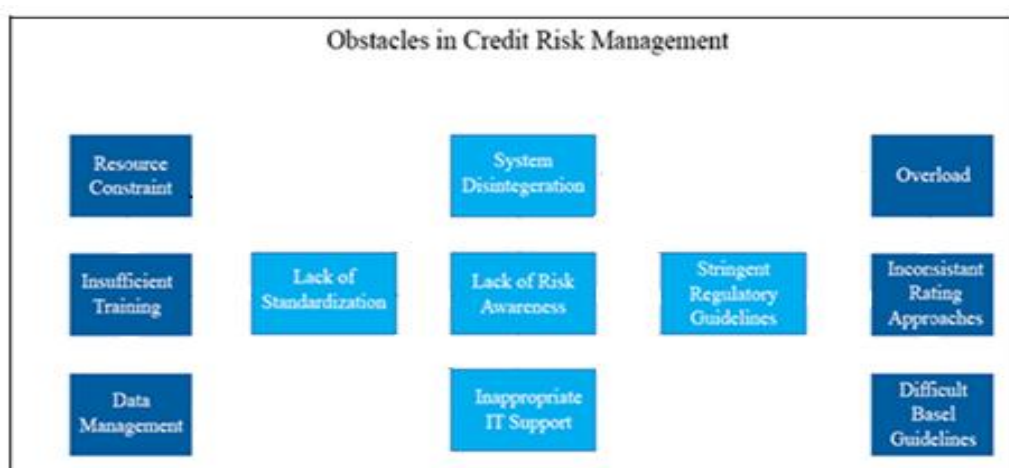 Obstacles in Credit Risk Management
Resource
Constraint
System
Disintegeration
Overload
Insufficient
Training
Lack of
Standardization
Lack of Risk
Awareness
Stringent
Regulatory
Guidelines
Inconsistant
Rating
Approaches
Data
Management
Inappropriate
IT Support
Difficult
Basel
Guidelines